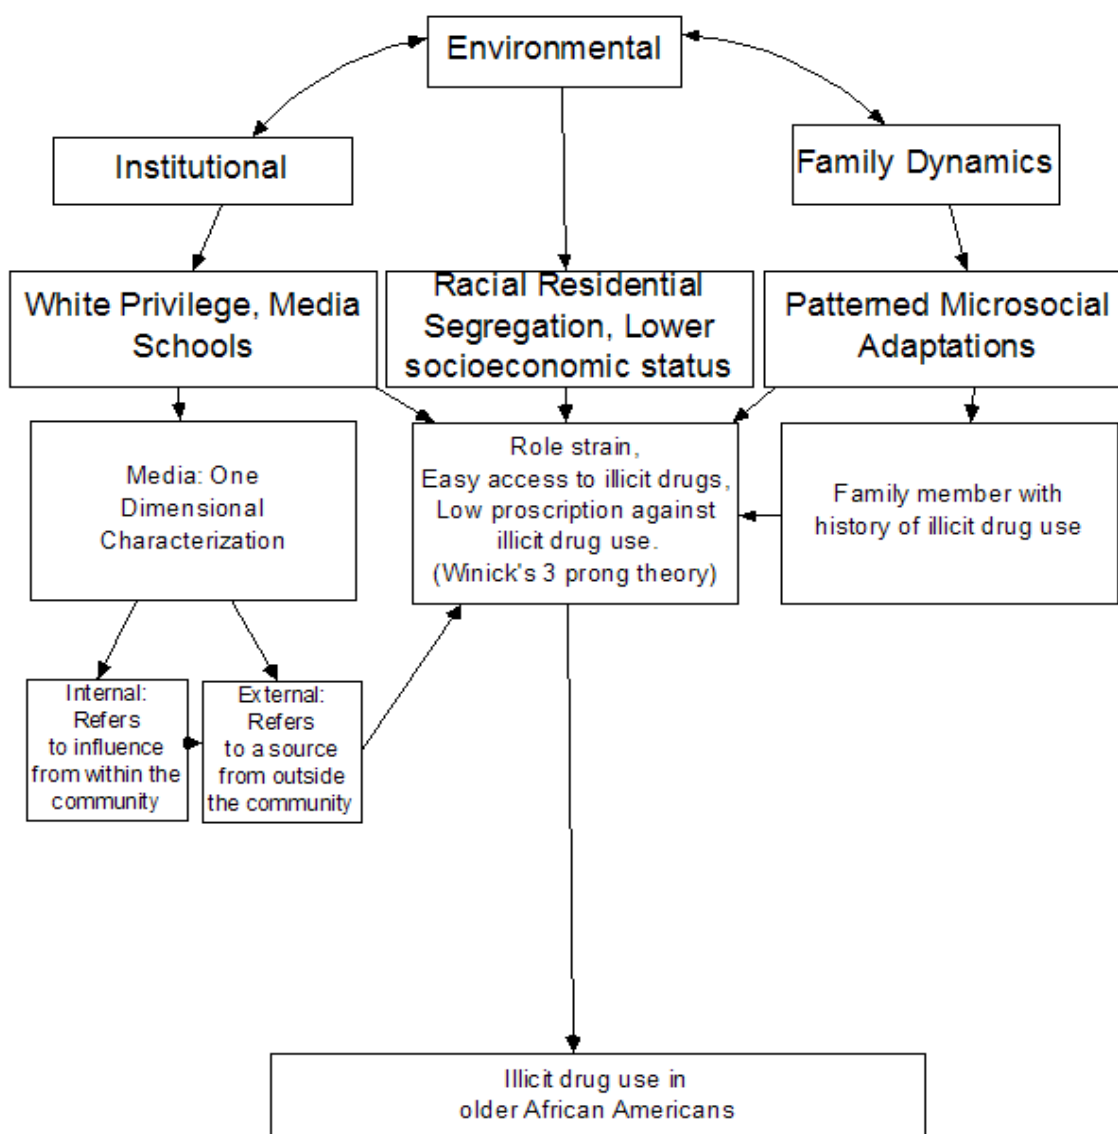 Environmental
Institutional
Family Dynamics
White Privilege, Media
Schools
Racial Residential
Segregation, Lower
socioeconomic status
Patterned Microsocial
Adaptations
Media: One
Dimensional
Characterization
Role strain,
Easy access to illicit drugs,
Low proscription against
illicit drug use.
(Winick's 3 prong theory)
Family member with
history of illicit drug use
Internal:
Refers
to influence
from within the
community
External:
Refers
to a source
from outside
the community
Illicit drug use in
older African Americans